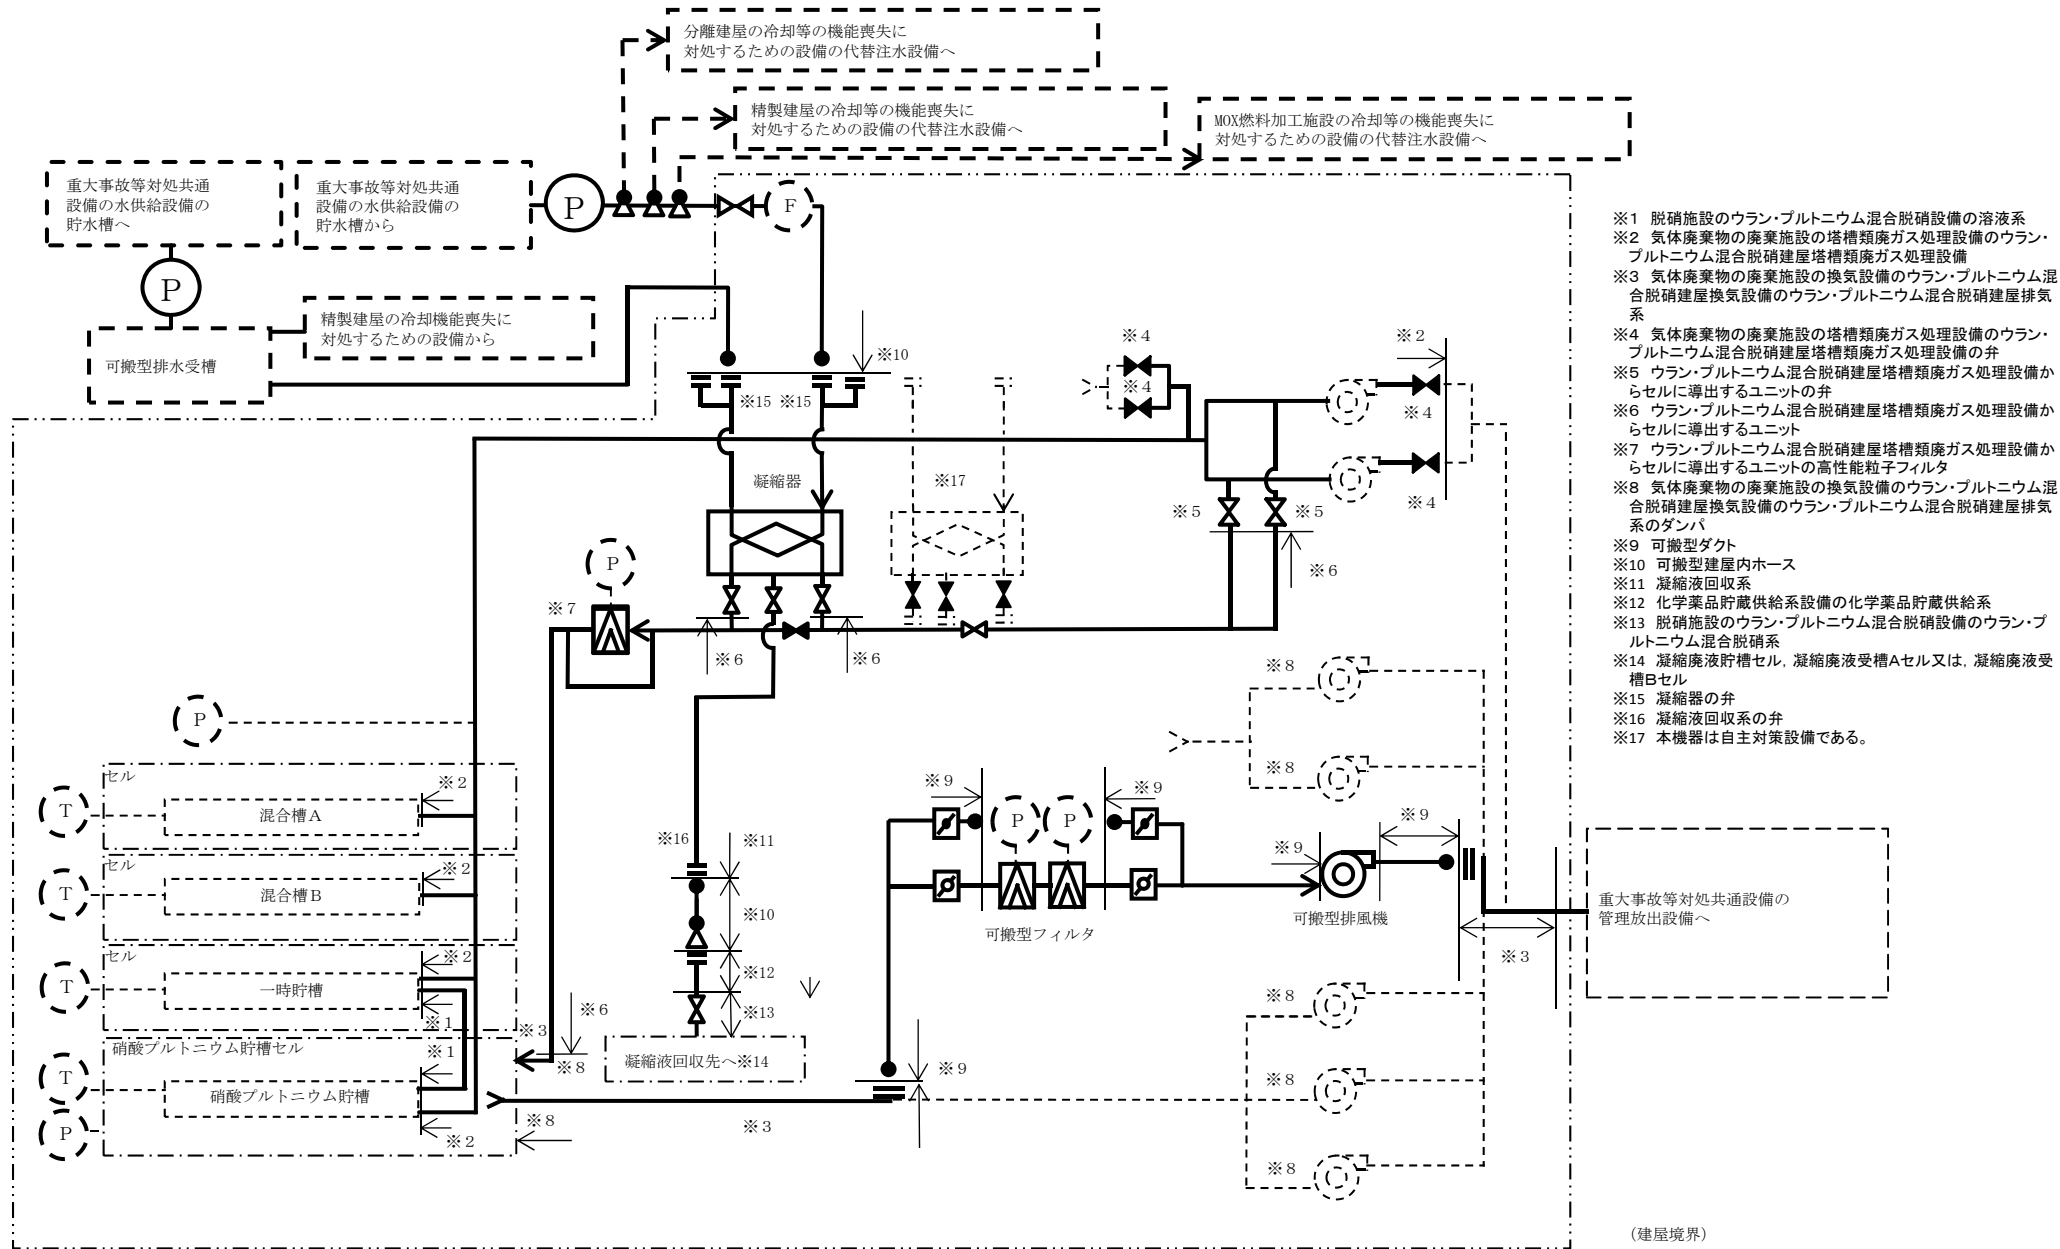 分離建屋の冷却等の機能喪失に
対処するための設備の代替注水設備へ
精製建屋の冷却等の機能喪失に
対処するための設備の代替注水設備へ
MOX燃料加工施設の冷却等の機能喪失に
対処するための設備の代替注水設備へ
重大事故等対処共通
設備の水供給設備の
貯水槽へ
重大事故等対処共通
設備の水供給設備の
貯水槽から
P
F
P
精製建屋の冷却機能喪失に
対処するための設備から
可搬型排水受槽
※10
※15
※15
※4
※4
※2
※4
※4
凝縮器
※17
※5
※5
※6
P
※7
※6
※6
P
※8
※8
セル
※2
T
混合槽A
セル
※2
T
混合槽B
セル
※2
T
一時貯槽
※1
硝酸プルトニウム貯槽セル
※1
T
硝酸プルトニウム貯槽
P
※2
※3
※6
※8
※8
※3
※16
※11
※10
※12
※13
凝縮液回収先へ※14
※9
※9
P
P
可搬型フィルタ
※9
※9
※9
可搬型排風機
※3
※8
※8
※8
重大事故等対処共通設備の
管理放出設備へ
※1 脱硝施設のウラン・プルトニウム混合脱硝設備の溶液系
※2 気体廃棄物の廃棄施設の塔槽類廃ガス処理設備のウラン・
プルトニウム混合脱硝建屋塔槽類廃ガス処理設備
※3 気体廃棄物の廃棄施設の換気設備のウラン・プルトニウム混
合脱硝建屋換気設備のウラン・プルトニウム混合脱硝建屋排気
系
※4 気体廃棄物の廃棄施設の塔槽類廃ガス処理設備のウラン・
プルトニウム混合脱硝建屋塔槽類廃ガス処理設備の弁
※5 ウラン・プルトニウム混合脱硝建屋塔槽類廃ガス処理設備か
らセルに導出するユニットの弁
※6 ウラン・プルトニウム混合脱硝建屋塔槽類廃ガス処理設備か
らセルに導出するユニット
※7 ウラン・プルトニウム混合脱硝建屋塔槽類廃ガス処理設備か
らセルに導出するユニットの高性能粒子フィルタ
※8 気体廃棄物の廃棄施設の換気設備のウラン・プルトニウム混
合脱硝建屋換気設備のウラン・プルトニウム混合脱硝建屋排気
系のダンパ
※9 可搬型ダクト
※10 可搬型建屋内ホース
※11 凝縮液回収系
※12 化学薬品貯蔵供給系設備の化学薬品貯蔵供給系
※13 脱硝施設のウラン・プルトニウム混合脱硝設備のウラン・プ
ルトニウム混合脱硝系
※14 凝縮廃液貯槽セル，凝縮廃液受槽Aセル又は，凝縮廃液受
槽Bセル
※15 凝縮器の弁
※16 凝縮液回収系の弁
※17 本機器は自主対策設備である。
（建屋境界）